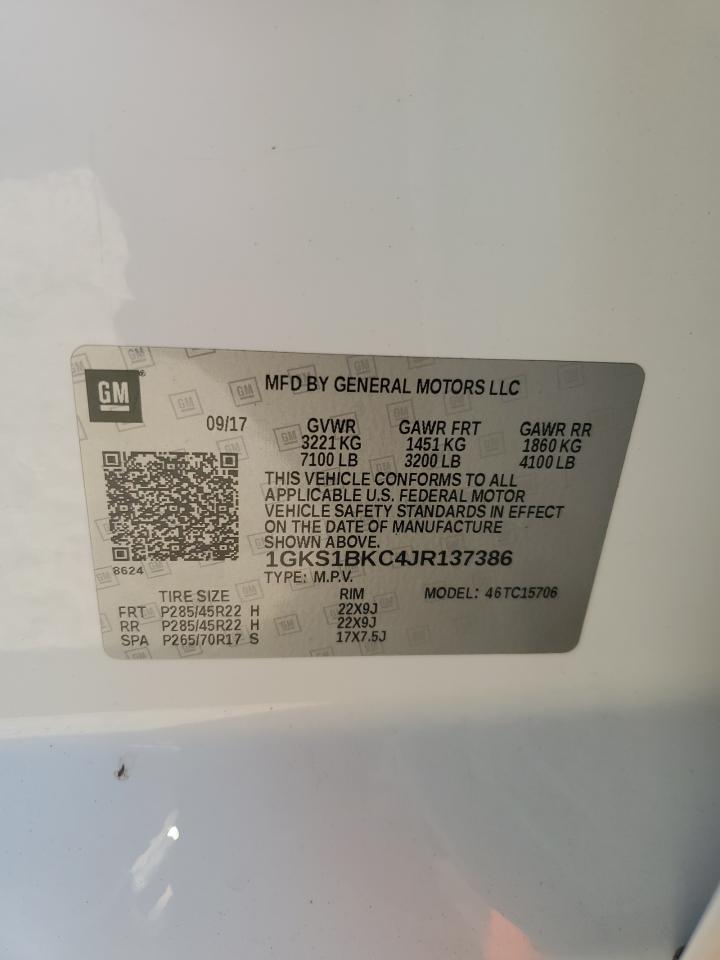 GM
MFD BY GENERAL MOTORS LLC
09/17 GVWR GAWR FRT GAWR RR
3221 KG 1451 KG 1860 KG
7100 LB 3200 LB 4100 LB
THIS VEHICLE CONFORMS TO ALL
APPLICABLE U.S. FEDERAL MOTOR
VEHICLE SAFETY STANDARDS IN EFFECT
ON THE DATE OF MANUFACTURE
SHOWN ABOVE.
1GKS1BKC4JR137386
8624
TYPE: M.P.V.
TIRE SIZE RIM MODEL: 46TC15706
FRT P285/45R22 H 22X9J
RR P285/45R22 H 22X9J
SPA P265/70R17 S 17X7.5J